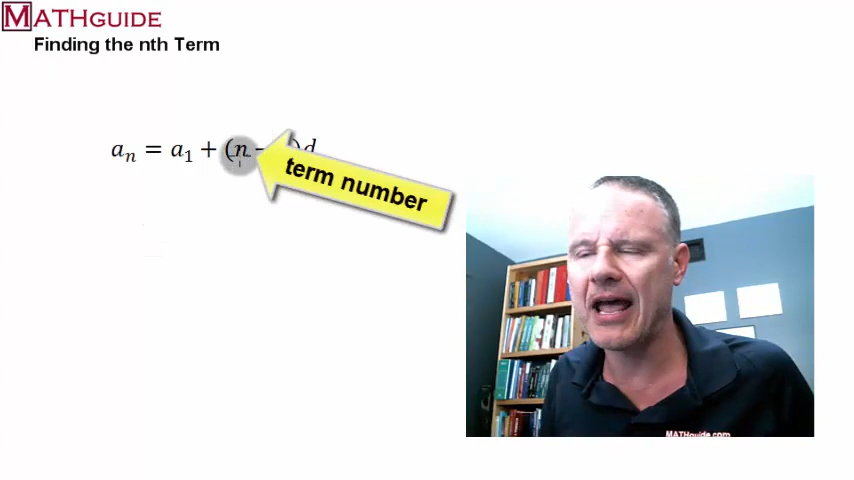 MATHGUIDE
Finding the nth Term
aₙ = a₁ + (n − )d
term number
MATHguide.com